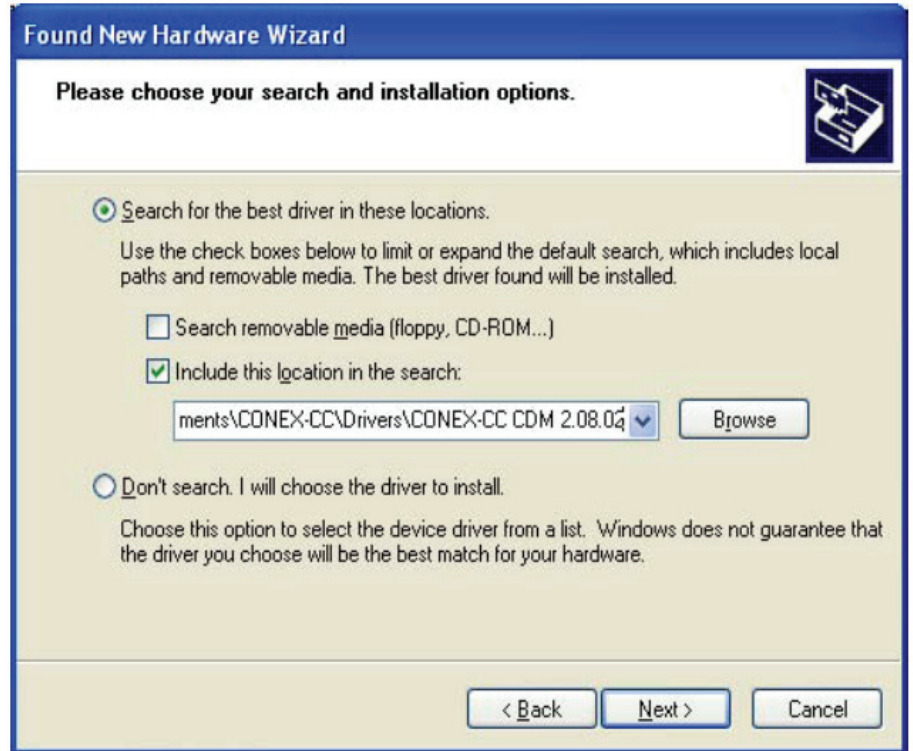 Found New Hardware Wizard
Please choose your search and installation options.
Search for the best driver in these locations.
Use the check boxes below to limit or expand the default search, which includes local
paths and removable media. The best driver found will be installed.
Search removable media (floppy, CD-ROM...)
Include this location in the search:
ments\CONEX-CC\Drivers\CONEX-CC CDM 2.08.02
Browse
Don't search. I will choose the driver to install.
Choose this option to select the device driver from a list. Windows does not guarantee that
the driver you choose will be the best match for your hardware.
< Back
Next >
Cancel